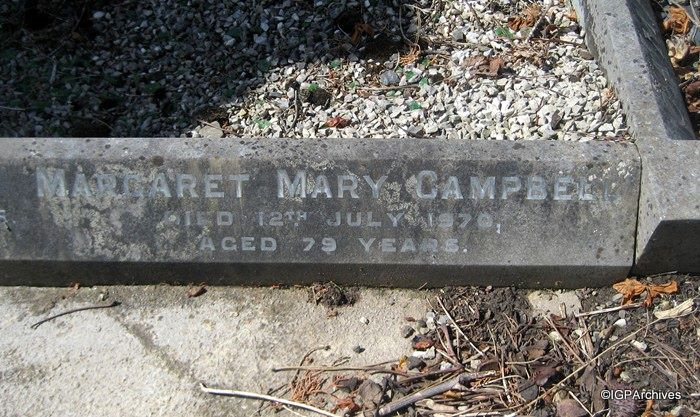 MARGARET MARY CAMPBELL
DIED 12TH JULY 1970,
AGED 79 YEARS.
©IGPArchives